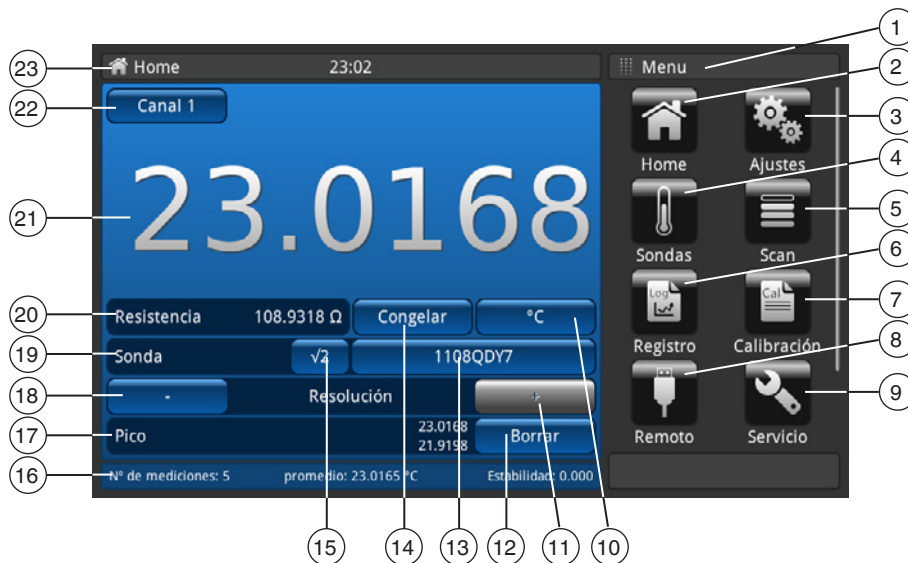 1
23 Home 23:02 Menu
2
22 Canal 1
3
Home Ajustes
4
21 23.0168
5
Sondas Scan
6
Log Cal
7
20 Resistencia 108.9318 Ω Congelar °C
Registro Calibración
8
19 Sonda √2 1108QDY7
18 - Resolución +
9
17 Pico 23.0168
21.9198 Borrar
Remoto Servicio
16 N° de mediciones: 5 promedio: 23.0165 °C Estabilidad: 0.000
15 14 13 12 11 10